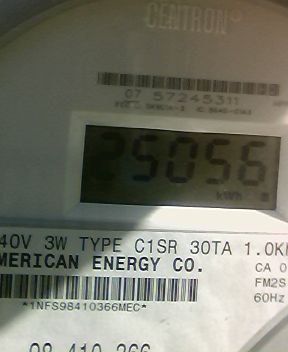 CENTRON®
07 57245311
25056
kWh
40V 3W TYPE C1SR 30TA 1.0K
MERICAN ENERGY CO.
CA 0
FM2S
60Hz
*1NFS98410366MEC*
98 410 366